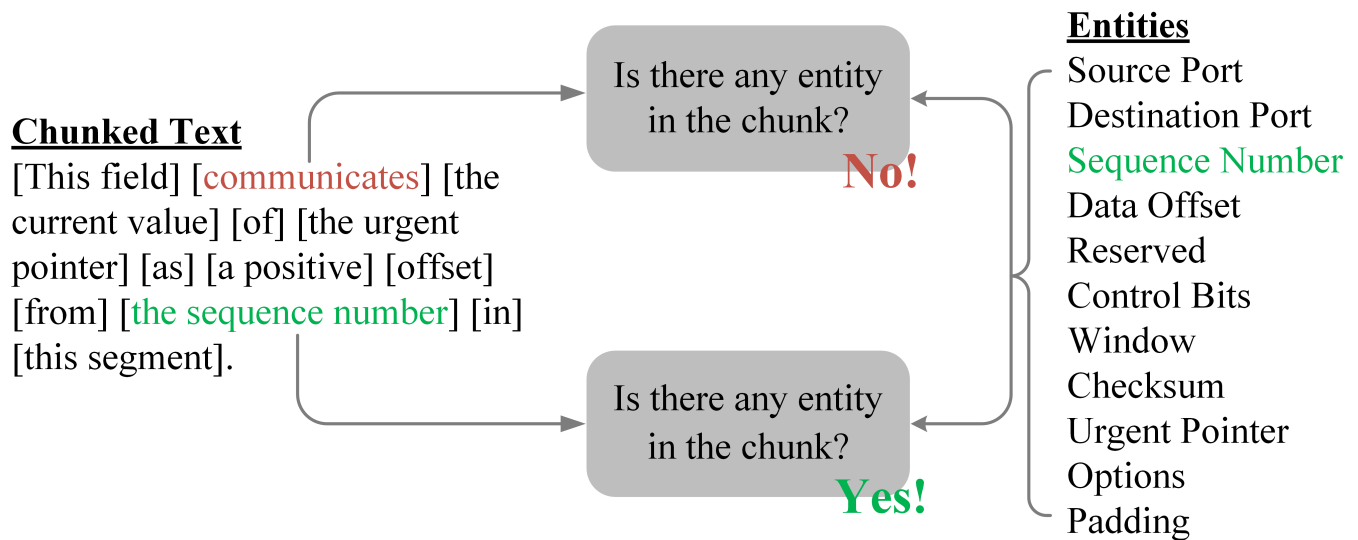 Chunked Text
[This field] [communicates] [the
current value] [of] [the urgent
pointer] [as] [a positive] [offset]
[from] [the sequence number] [in]
[this segment].
Is there any entity
in the chunk?
No!
Is there any entity
in the chunk?
Yes!
Entities
Source Port
Destination Port
Sequence Number
Data Offset
Reserved
Control Bits
Window
Checksum
Urgent Pointer
Options
Padding